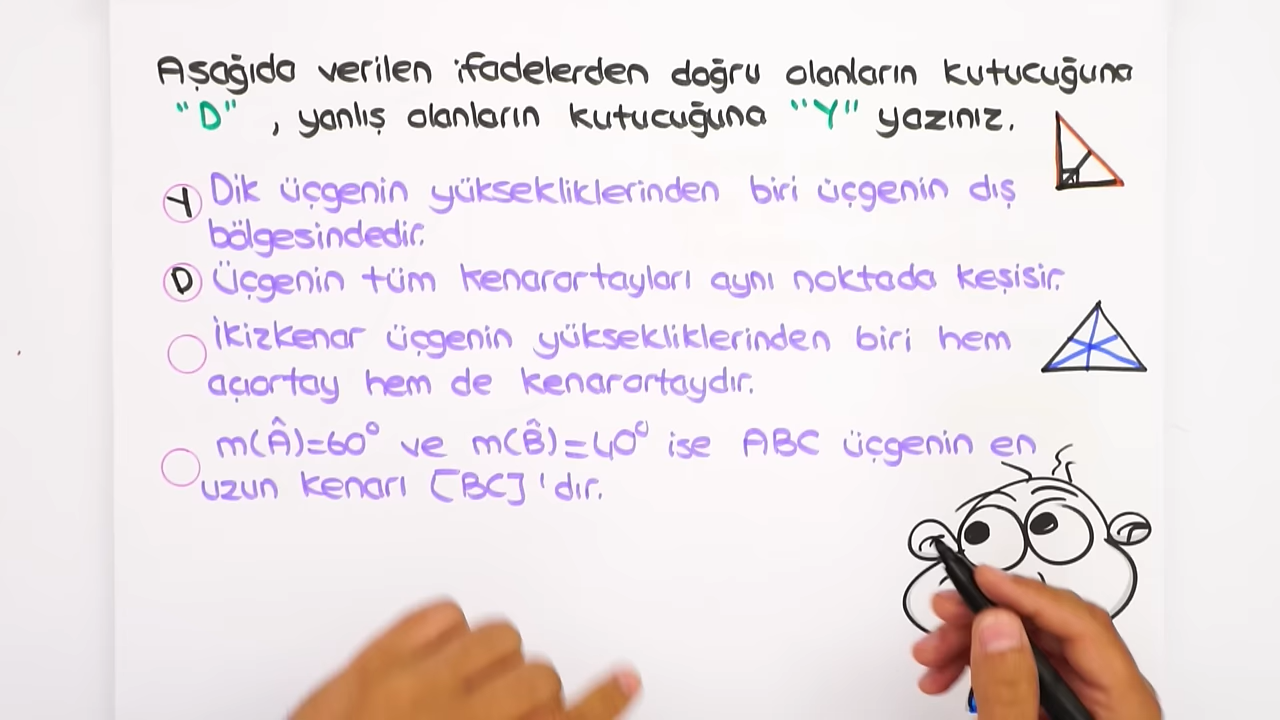 Aşağıda verilen ifadelerden doğru olanların kutucuğuna
"D" , yanlış olanların kutucuğuna "Y" yazınız.
Y Dik üçgenin yüksekliklerinden biri üçgenin dış
bölgesindedir.
D Üçgenin tüm kenarortayları aynı noktada keşisir.
İkizkenar üçgenin yüksekliklerinden biri hem
açıortay hem de kenarortaydır.
m(Â)=60° ve m(B̂)=40° ise ABC üçgenin en
uzun kenarı [BC]'dır.